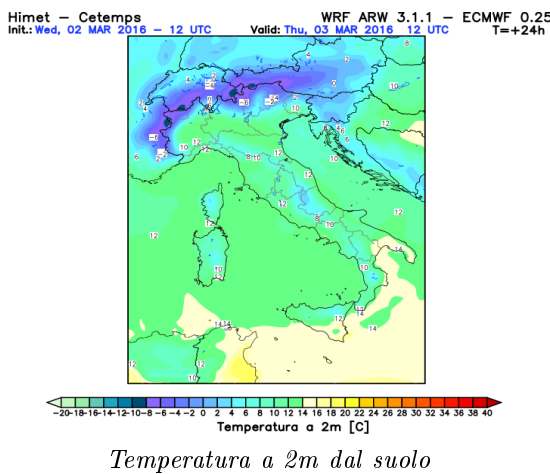 Himet – Cetemps WRF ARW 3.1.1 – ECMWF 0.25
Init.: Wed, 02 MAR 2016 – 12 UTC Valid: Thu, 03 MAR 2016 12 UTC T=+24h
-20 -18 -16 -14 -12 -10 -8 -6 -4 -2 0 2 4 6 8 10 12 14 16 18 20 22 24 26 28 30 32 34 36 38 40
Temperatura a 2m [C]
Temperatura a 2m dal suolo